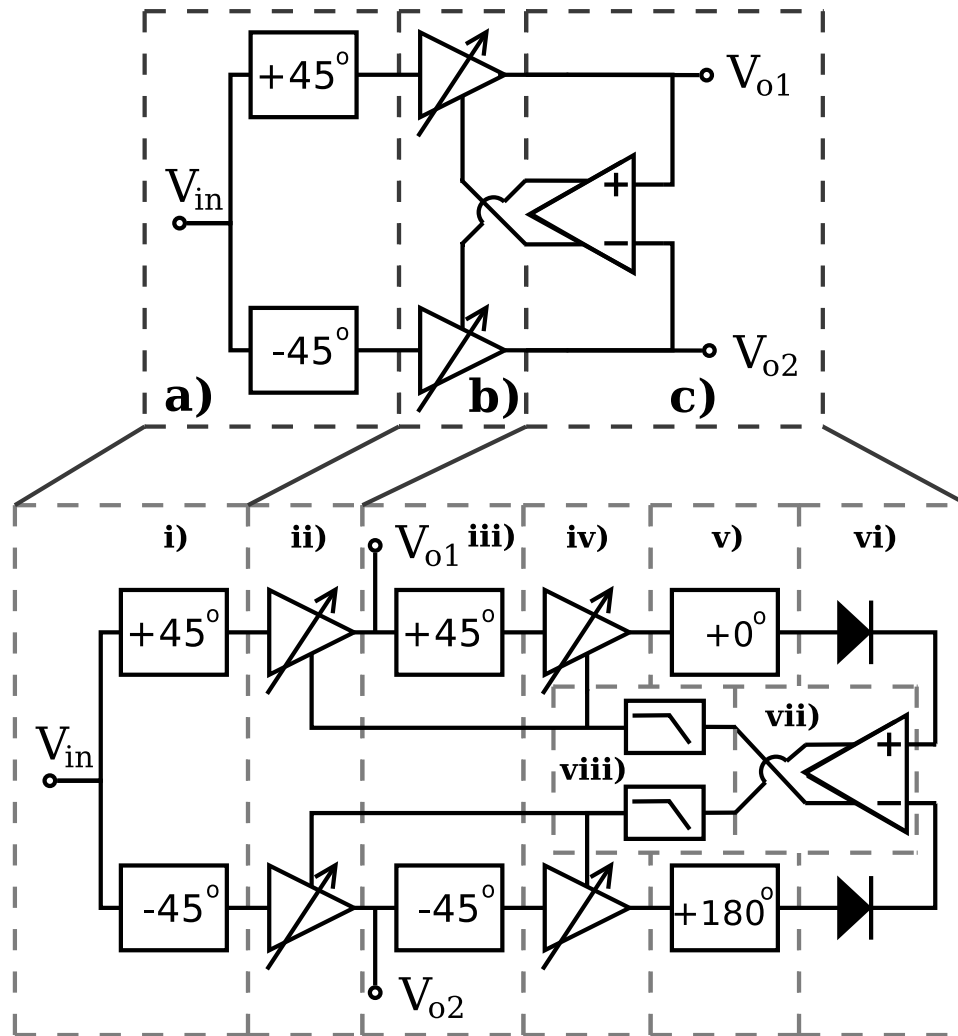 +45°
V_o1
V_in
+
−
-45°
V_o2
a)
b)
c)
i)
ii)
V_o1
iii)
iv)
v)
vi)
+45°
+45°
+0°
vii)
V_in
+
viii)
−
-45°
-45°
+180°
V_o2